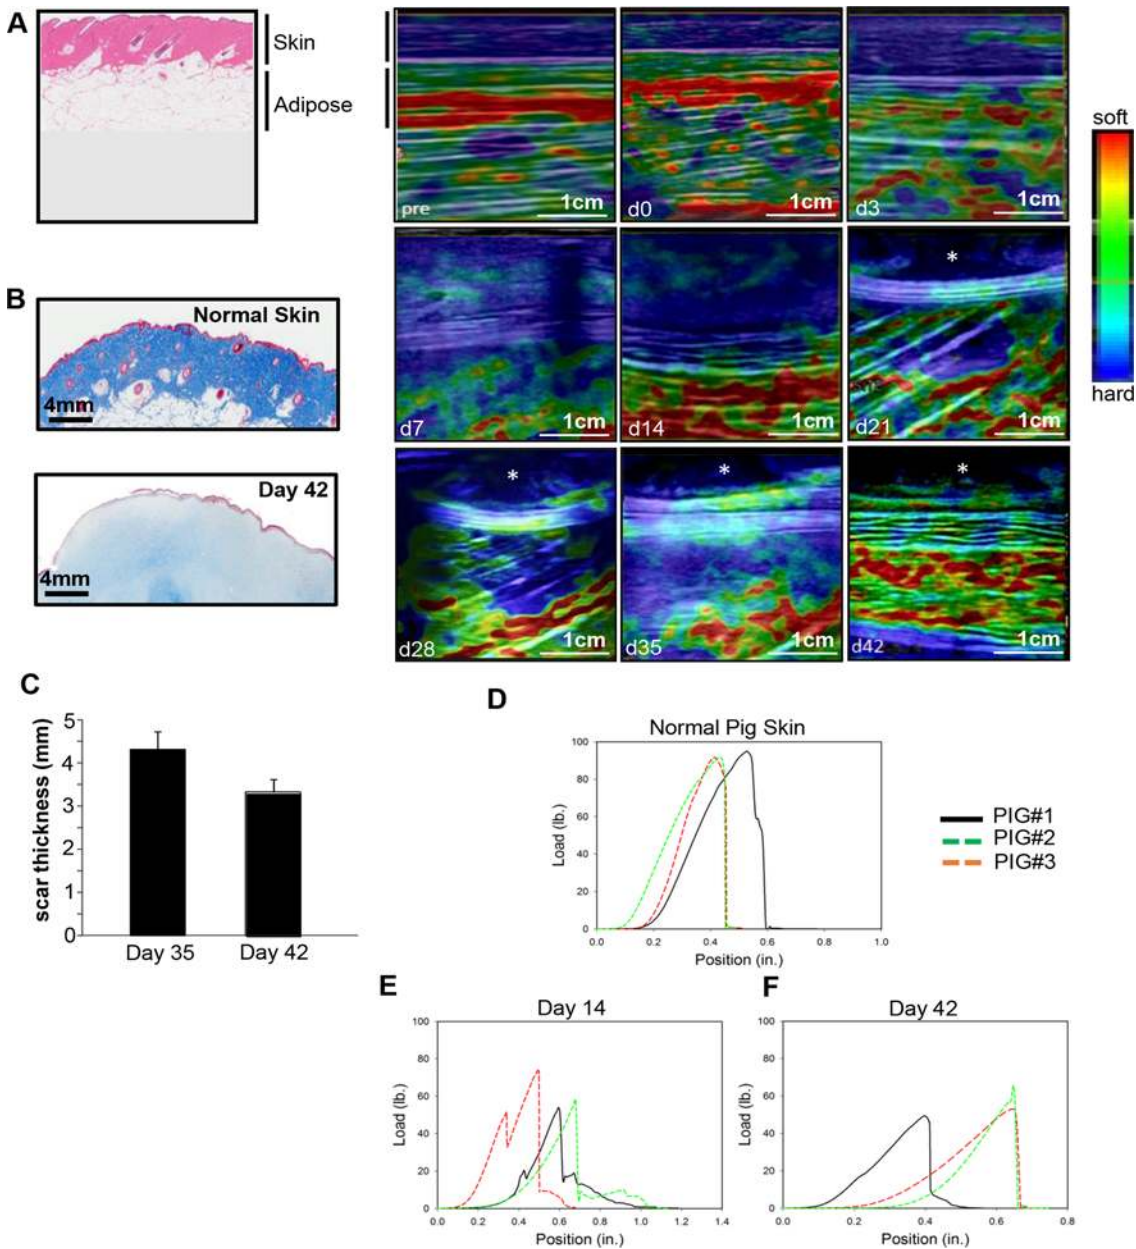 A
Skin
Adipose
pre
1cm
d0
1cm
d3
1cm
soft
hard
B
Normal Skin
4mm
Day 42
4mm
d7
1cm
d14
1cm
*
d21
1cm
*
d28
1cm
*
d35
1cm
*
d42
1cm
C
scar thickness (mm)
5
4
3
2
1
0
Day 35
Day 42
D
Normal Pig Skin
Load (lb.)
100
80
60
40
20
0
0.0 0.2 0.4 0.6 0.8 1.0
Position (in.)
PIG#1
PIG#2
PIG#3
E
Day 14
Load (lb.)
100
80
60
40
20
0
0.0 0.2 0.4 0.6 0.8 1.0 1.2 1.4
Position (in.)
F
Day 42
Load (lb.)
100
80
60
40
20
0
0.0 0.2 0.4 0.6 0.8
Position (in.)